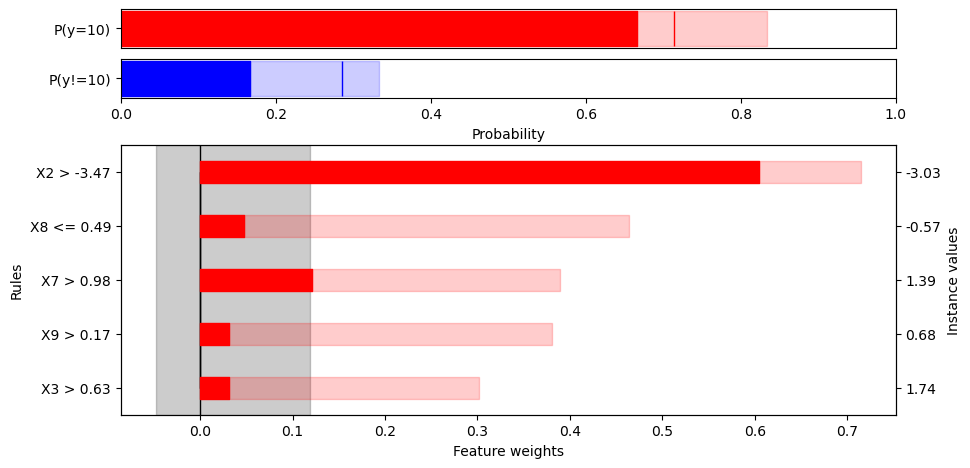 P(y=10)
P(y!=10)
0.0 0.2 0.4 0.6 0.8 1.0
Probability
X2 > -3.47 -3.03
X8 <= 0.49 -0.57
X7 > 0.98 1.39
X9 > 0.17 0.68
X3 > 0.63 1.74
Rules
Instance values
0.0 0.1 0.2 0.3 0.4 0.5 0.6 0.7
Feature weights